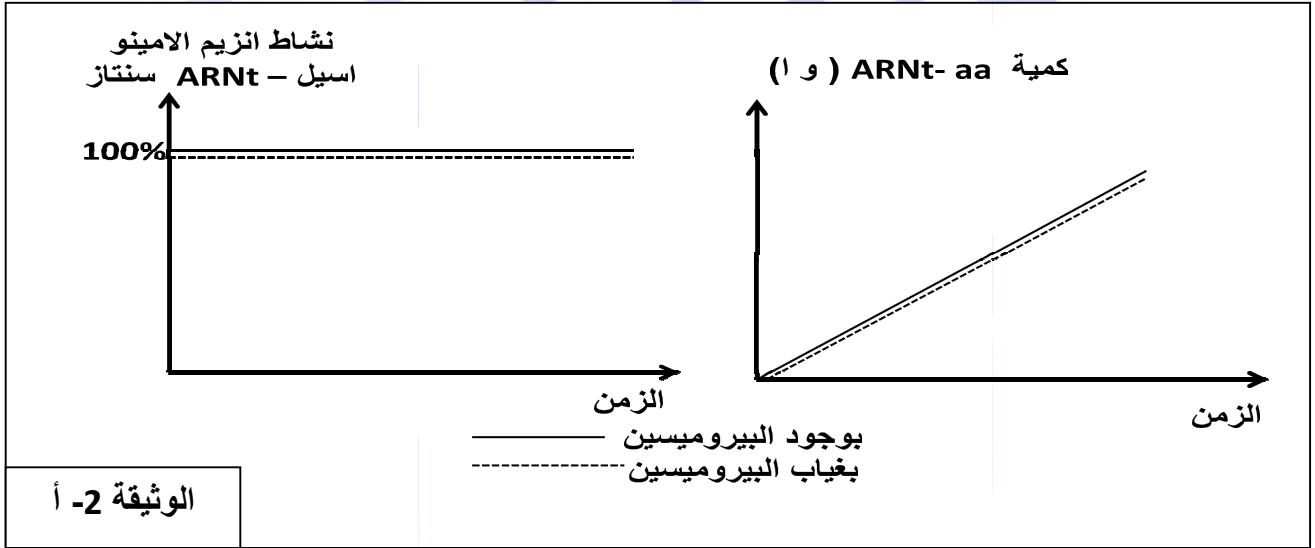 نشاط انزيم الامينو
اسيل – ARNt سنتاز
100%
الزمن
كمية ARNt- aa ( و ا)
الزمن
بوجود البيروميسين
بغياب البيروميسين
الوثيقة 2- أ